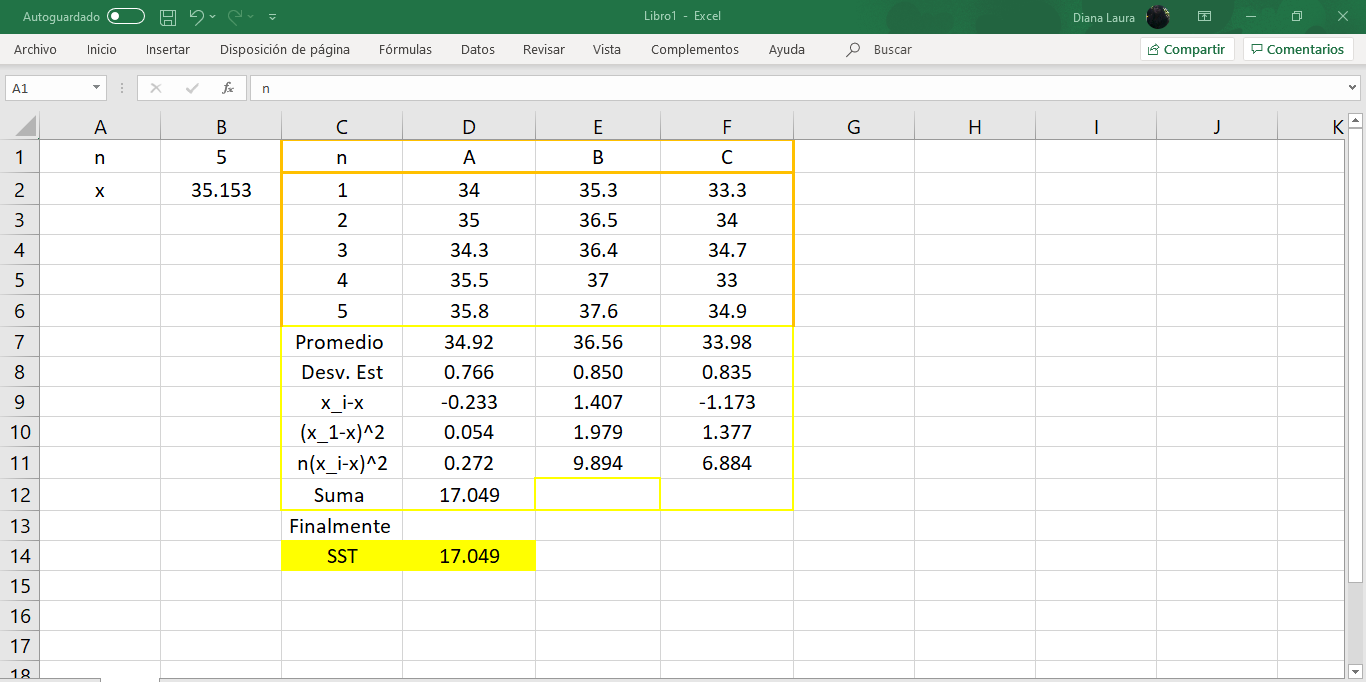 Autoguardado
Libro1 - Excel
Diana Laura
Archivo Inicio Insertar Disposición de página Fórmulas Datos Revisar Vista Complementos Ayuda Buscar Compartir Comentarios
A1 fx n
A B C D E F G H I J K
1 n 5 n A B C
2 x 35.153 1 34 35.3 33.3
3 2 35 36.5 34
4 3 34.3 36.4 34.7
5 4 35.5 37 33
6 5 35.8 37.6 34.9
7 Promedio 34.92 36.56 33.98
8 Desv. Est 0.766 0.850 0.835
9 x_i-x -0.233 1.407 -1.173
10 (x_1-x)^2 0.054 1.979 1.377
11 n(x_i-x)^2 0.272 9.894 6.884
12 Suma 17.049
13 Finalmente
14 SST 17.049
15
16
17
18